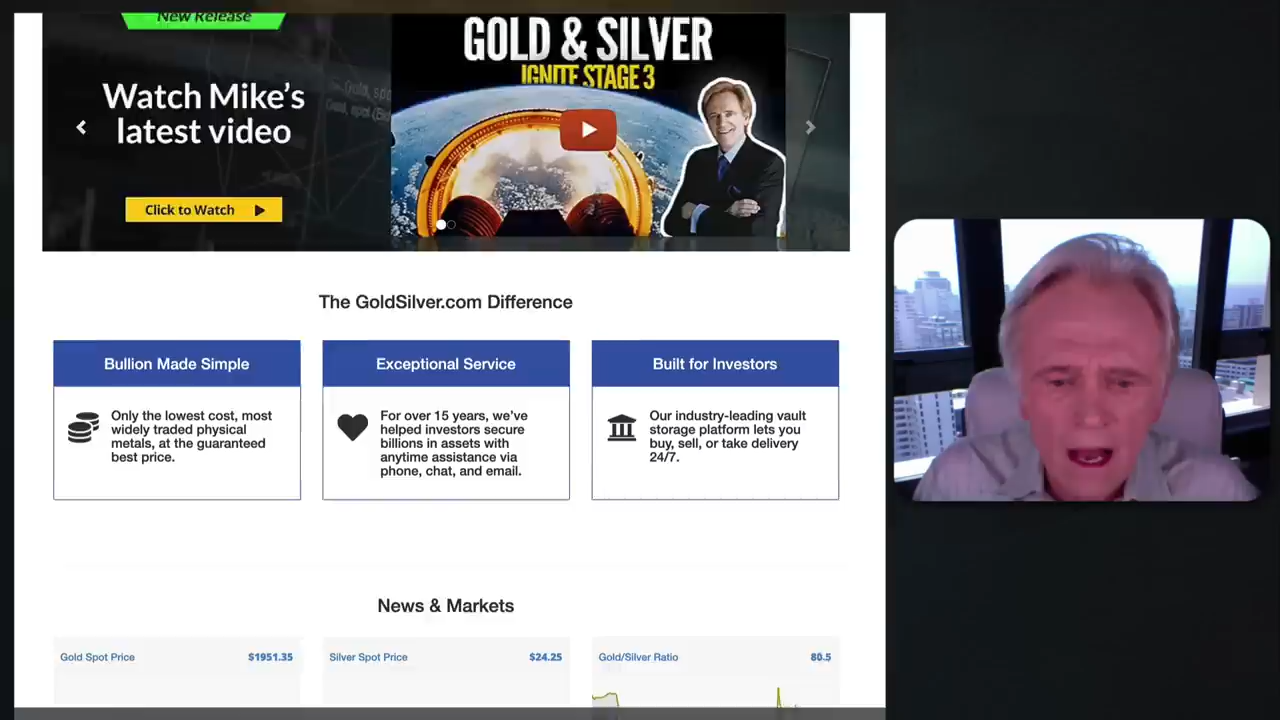 New Release
Watch Mike's
latest video
Click to Watch
GOLD & SILVER
IGNITE STAGE 3
The GoldSilver.com Difference
Bullion Made Simple
Only the lowest cost, most
widely traded physical
metals, at the guaranteed
best price.
Exceptional Service
For over 15 years, we've
helped investors secure
billions in assets with
anytime assistance via
phone, chat, and email.
Built for Investors
Our industry-leading vault
storage platform lets you
buy, sell, or take delivery
24/7.
News & Markets
Gold Spot Price $1951.35
Silver Spot Price $24.25
Gold/Silver Ratio 80.5